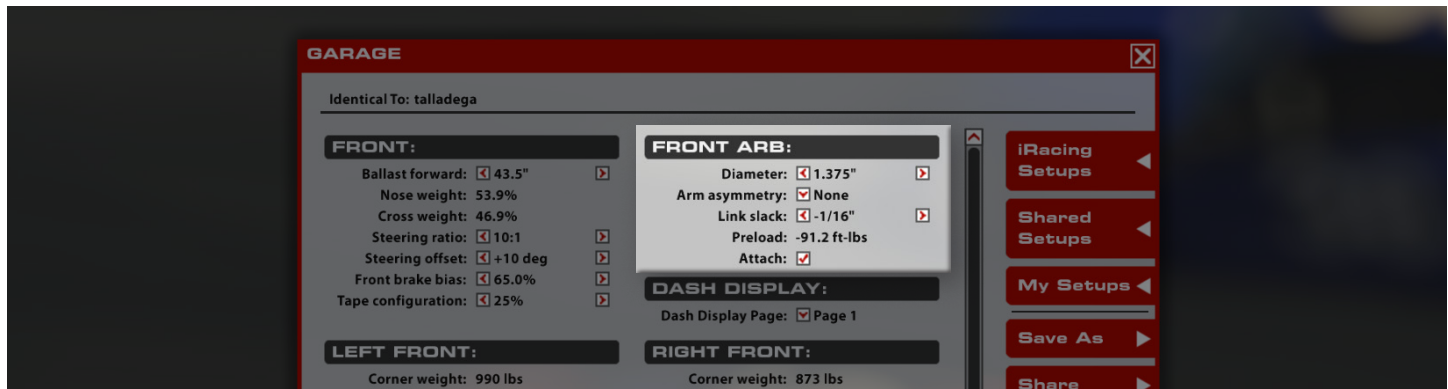 GARAGE
Identical To: talladega
FRONT:
Ballast forward: 43.5"
Nose weight: 53.9%
Cross weight: 46.9%
Steering ratio: 10:1
Steering offset: +10 deg
Front brake bias: 65.0%
Tape configuration: 25%
LEFT FRONT:
Corner weight: 990 lbs
FRONT ARB:
Diameter: 1.375"
Arm asymmetry: None
Link slack: -1/16"
Preload: -91.2 ft-lbs
Attach:
DASH DISPLAY:
Dash Display Page: Page 1
RIGHT FRONT:
Corner weight: 873 lbs
iRacing
Setups
Shared
Setups
My Setups
Save As
Share